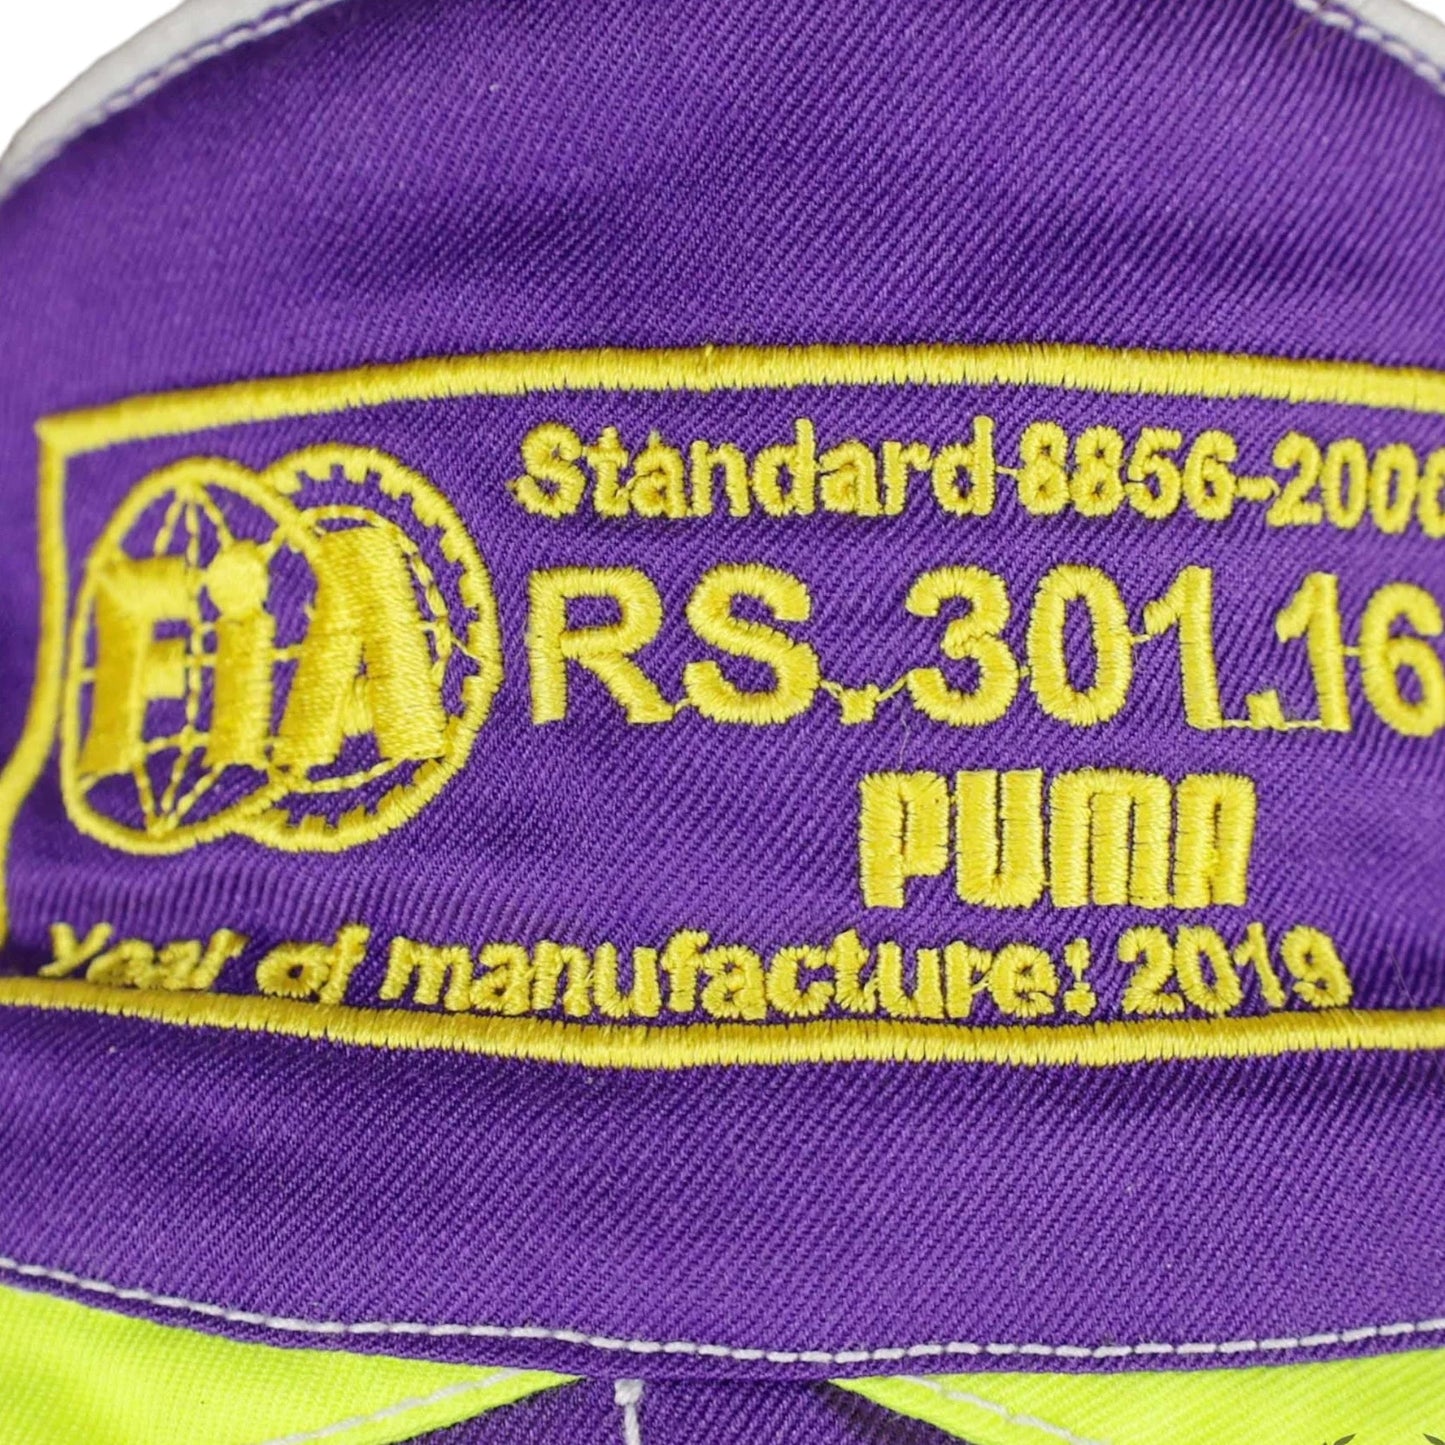 FiA
Standard 8856-2000
RS.301.16
PUMA
Year of manufacture: 2019